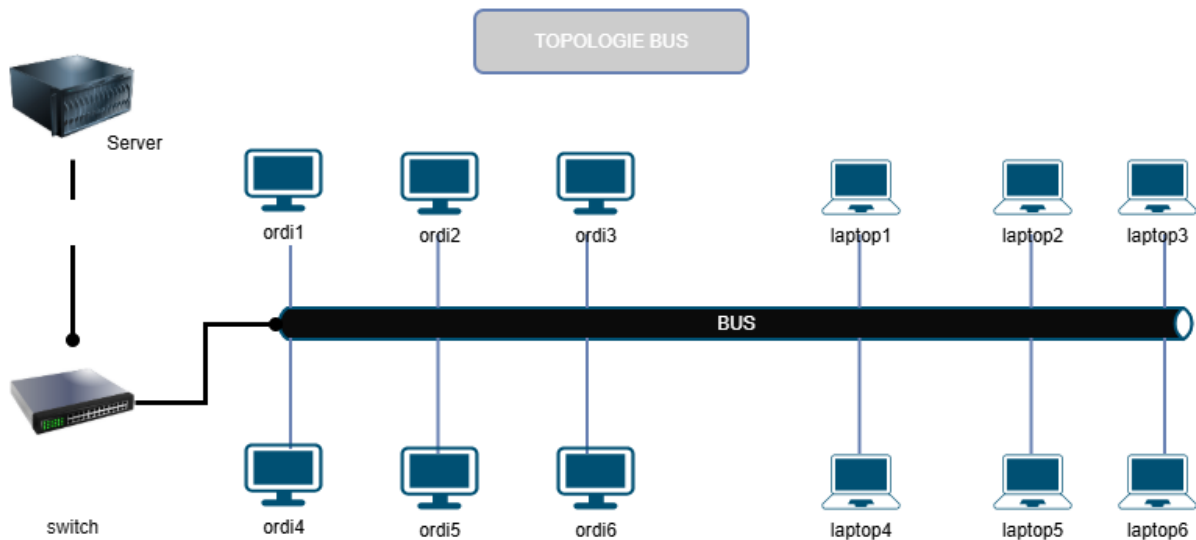 TOPOLOGIE BUS
Server
ordi1
ordi2
ordi3
laptop1
laptop2
laptop3
BUS
switch
ordi4
ordi5
ordi6
laptop4
laptop5
laptop6